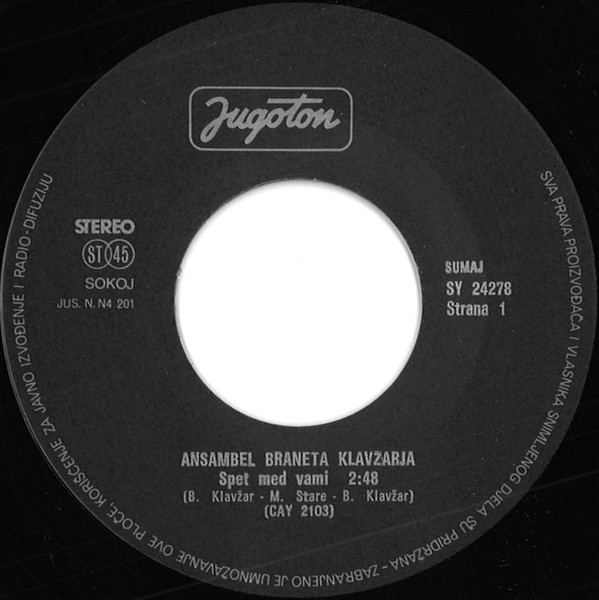 Jugoton
STEREO
ST 45
SOKOJ
JUS. N. N4 201
SUMAJ
SY 24278
Strana 1
ANSAMBEL BRANETA KLAVŽARJA
Spet med vami 2:48
(B. Klavžar - M. Stare - B. Klavžar)
(CAY 2103)
SVA PRAVA PROIZVOĐAČA I VLASNIKA SNIMLJENOG DJELA SU PRIDRŽANA - ZABRANJENO JE UMNOŽAVANJE OVE PLOČE, KORIŠĆENJE ZA JAVNO IZVOĐENJE I RADIO-DIFUZIJU